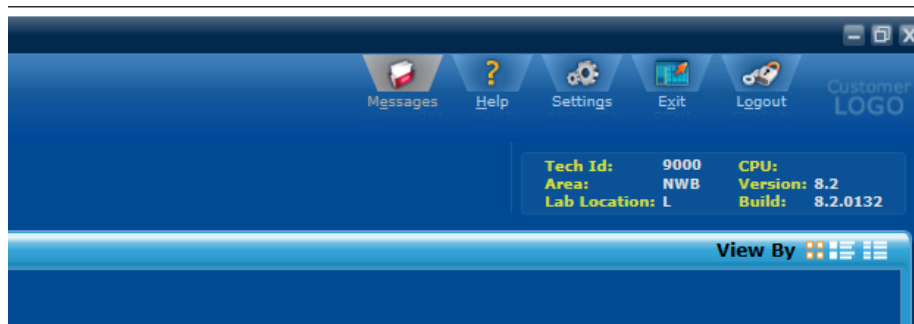 Messages Help Settings Exit Logout
Customer
LOGO
Tech Id: 9000 CPU:
Area: NWB Version: 8.2
Lab Location: L Build: 8.2.0132
View By